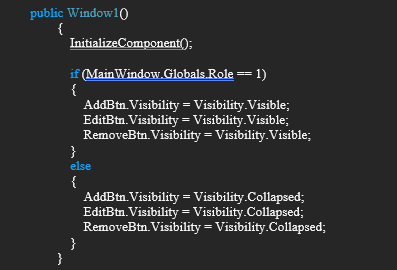 public Window1()
{
InitializeComponent();
if (MainWindow.Globals.Role == 1)
{
AddBtn.Visibility = Visibility.Visible;
EditBtn.Visibility = Visibility.Visible;
RemoveBtn.Visibility = Visibility.Visible;
}
else
{
AddBtn.Visibility = Visibility.Collapsed;
EditBtn.Visibility = Visibility.Collapsed;
RemoveBtn.Visibility = Visibility.Collapsed;
}
}